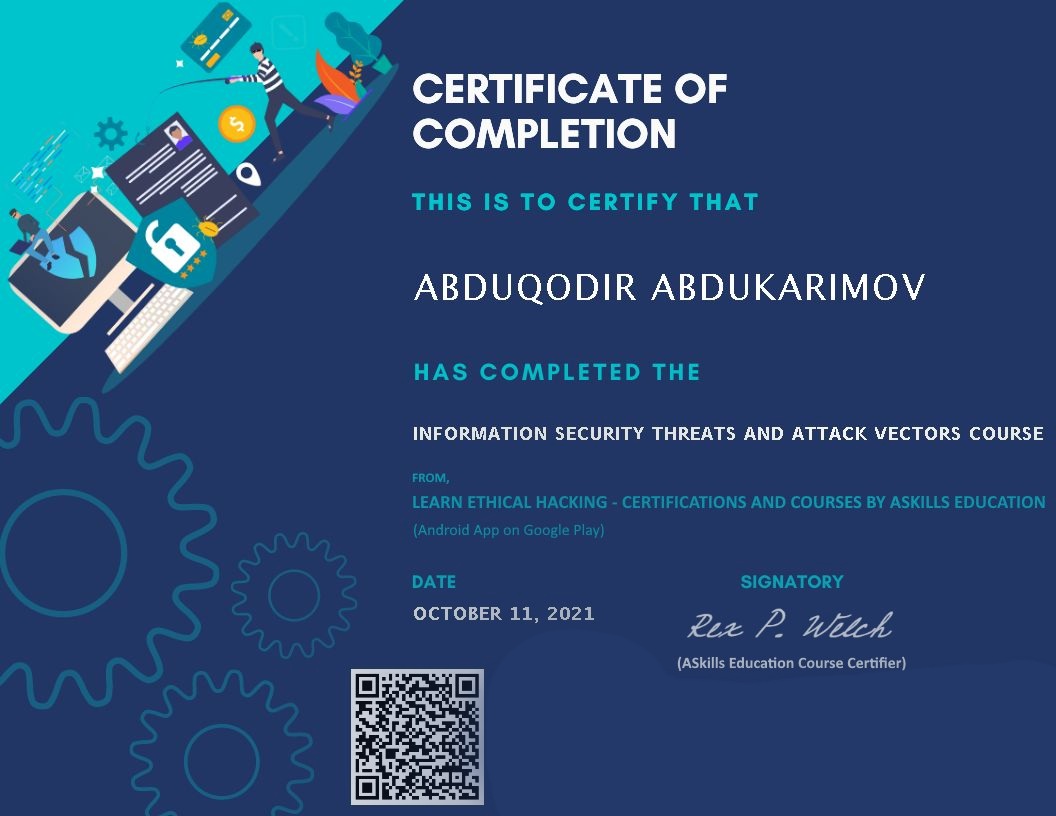 CERTIFICATE OF
COMPLETION
THIS IS TO CERTIFY THAT
ABDUQODIR ABDUKARIMOV
HAS COMPLETED THE
INFORMATION SECURITY THREATS AND ATTACK VECTORS COURSE
FROM,
LEARN ETHICAL HACKING - CERTIFICATIONS AND COURSES BY ASKILLS EDUCATION
(Android App on Google Play)
DATE
SIGNATORY
OCTOBER 11, 2021
Rex P. Welch
(ASkills Education Course Certifier)